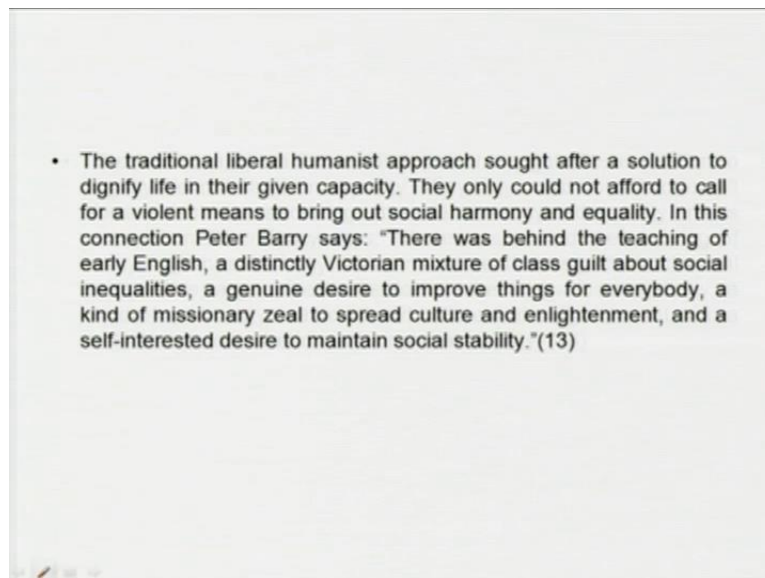 • The traditional liberal humanist approach sought after a solution to
dignify life in their given capacity. They only could not afford to call
for a violent means to bring out social harmony and equality. In this
connection Peter Barry says: "There was behind the teaching of
early English, a distinctly Victorian mixture of class guilt about social
inequalities, a genuine desire to improve things for everybody, a
kind of missionary zeal to spread culture and enlightenment, and a
self-interested desire to maintain social stability."(13)